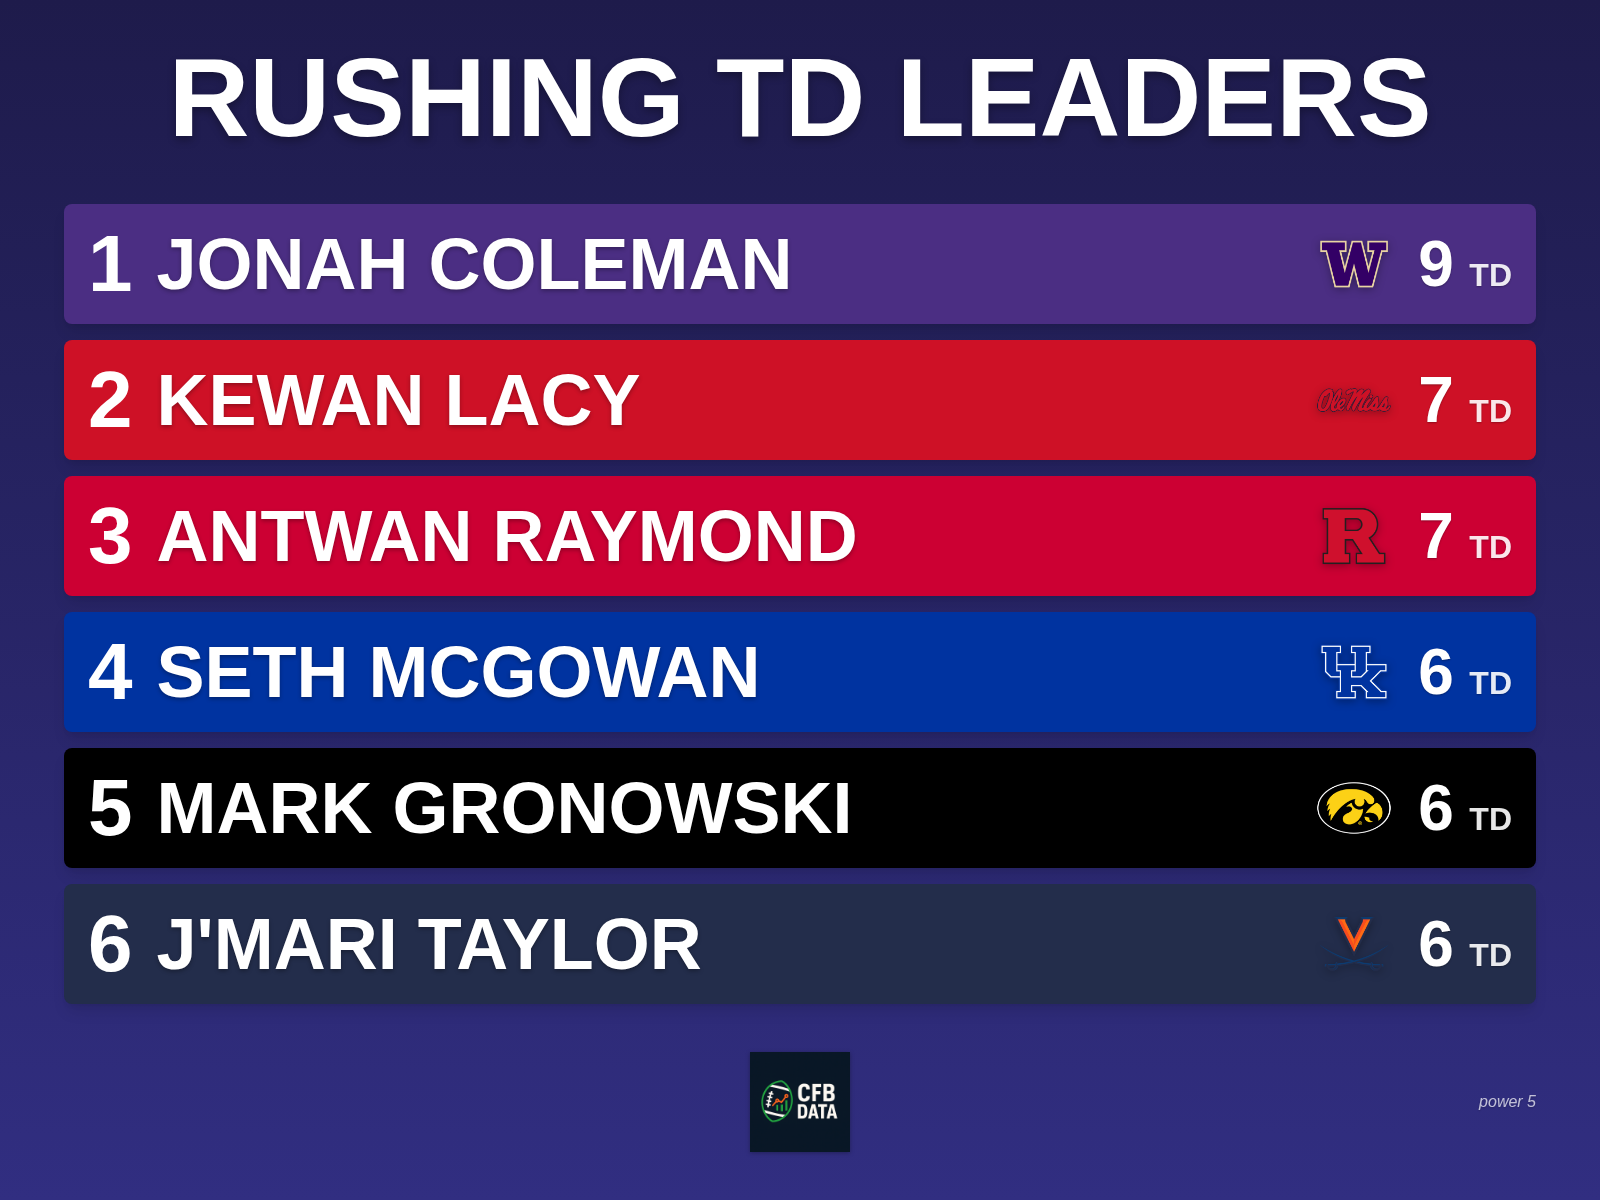 RUSHING TD LEADERS
1 JONAH COLEMAN W 9 TD
2 KEWAN LACY Ole Miss 7 TD
3 ANTWAN RAYMOND R 7 TD
4 SETH MCGOWAN UK 6 TD
5 MARK GRONOWSKI 6 TD
6 J'MARI TAYLOR V 6 TD
CFB
DATA
power 5